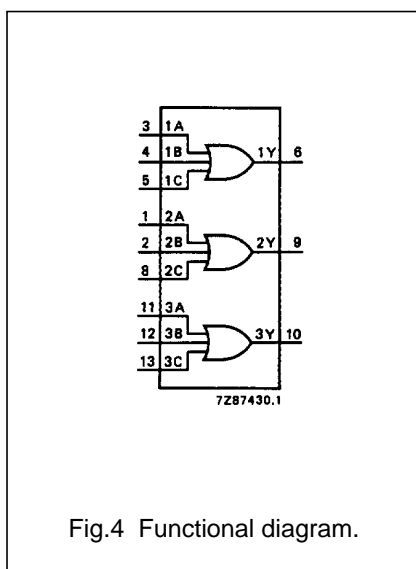 3 1A
4 1B 1Y 6
5 1C
1 2A
2 2B 2Y 9
8 2C
11 3A
12 3B 3Y 10
13 3C
7Z87430.1
Fig.4 Functional diagram.